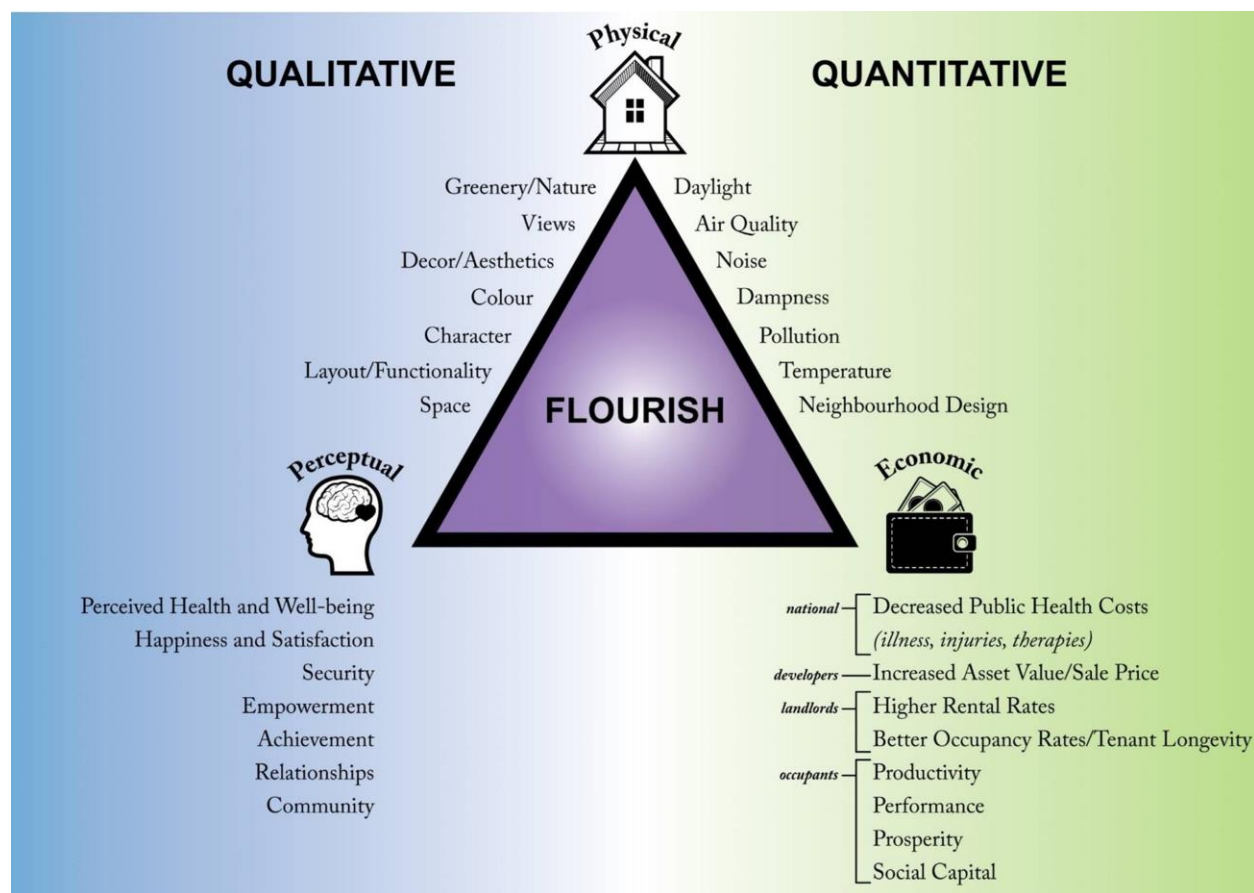 Physical
QUALITATIVE
QUANTITATIVE
Greenery/Nature
Views
Decor/Aesthetics
Colour
Character
Layout/Functionality
Space
Daylight
Air Quality
Noise
Dampness
Pollution
Temperature
Neighbourhood Design
FLOURISH
Perceptual
Perceived Health and Well-being
Happiness and Satisfaction
Security
Empowerment
Achievement
Relationships
Community
Economic
national
Decreased Public Health Costs
(illness, injuries, therapies)
developers
Increased Asset Value/Sale Price
landlords
Higher Rental Rates
Better Occupancy Rates/Tenant Longevity
occupants
Productivity
Performance
Prosperity
Social Capital